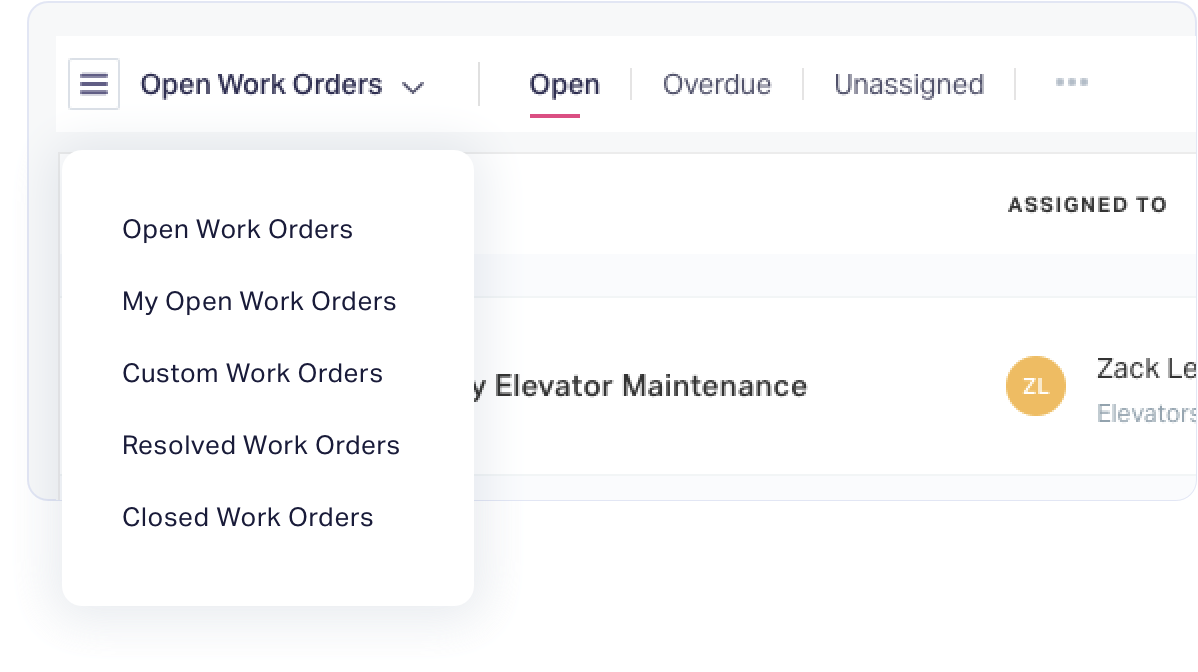 Open Work Orders
Open
Overdue
Unassigned
Open Work Orders
My Open Work Orders
Custom Work Orders
Resolved Work Orders
Closed Work Orders
ASSIGNED TO
Elevator Maintenance
ZL
Zack
Elevators